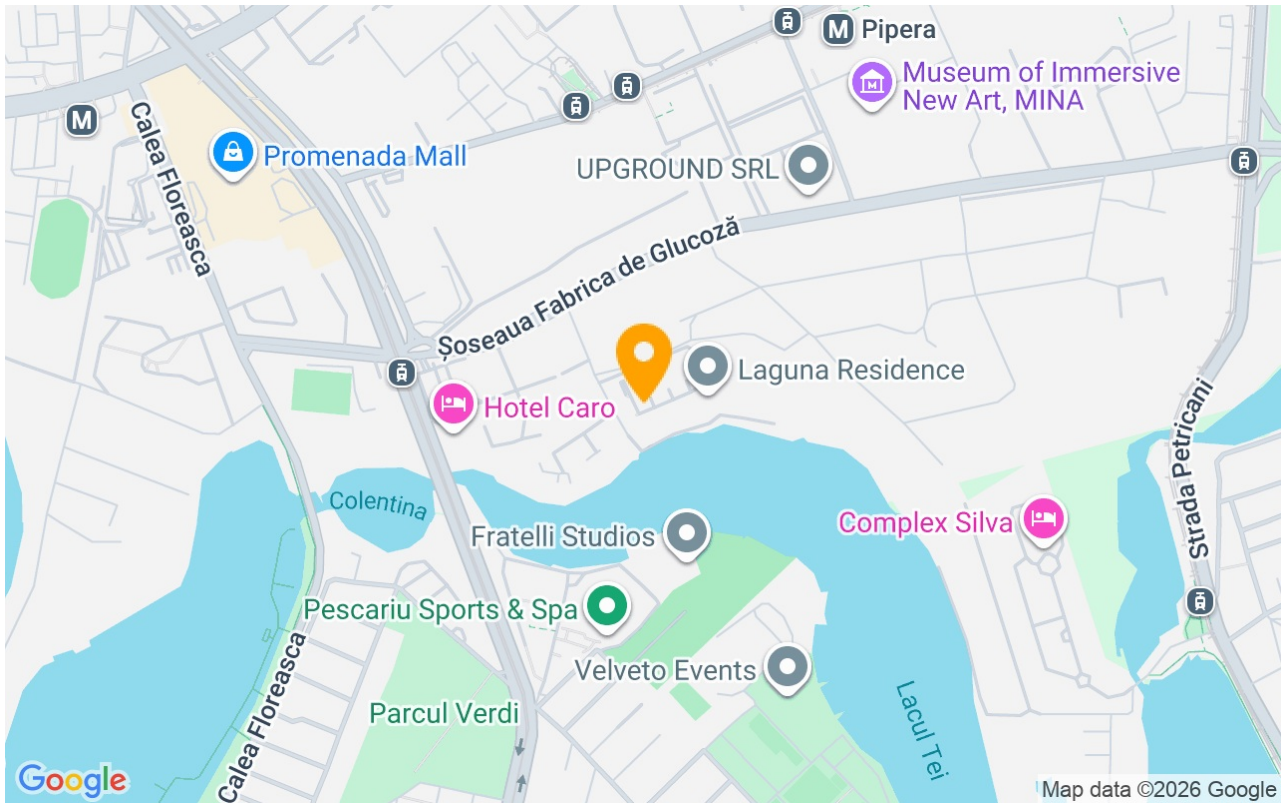 M
Pipera
Museum of Immersive
New Art, MINA
M
Calea Floreasca
Promenada Mall
UPGROUND SRL
Șoseaua Fabrica de Glucoză
Laguna Residence
Hotel Caro
Strada Petricani
Colentina
Complex Silva
Fratelli Studios
Pescariu Sports & Spa
Calea Floreasca
Velveto Events
Parcul Verdi
Lacul Tei
Google
Map data ©2026 Google